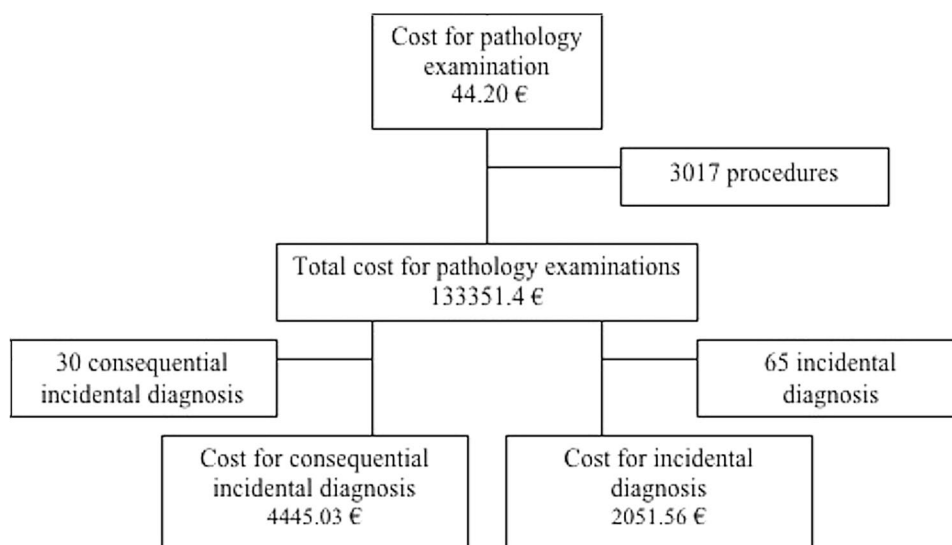 Cost for pathology
examination
44.20 €
3017 procedures
Total cost for pathology examinations
133351.4 €
30 consequential
incidental diagnosis
65 incidental
diagnosis
Cost for consequential
incidental diagnosis
4445.03 €
Cost for incidental
diagnosis
2051.56 €